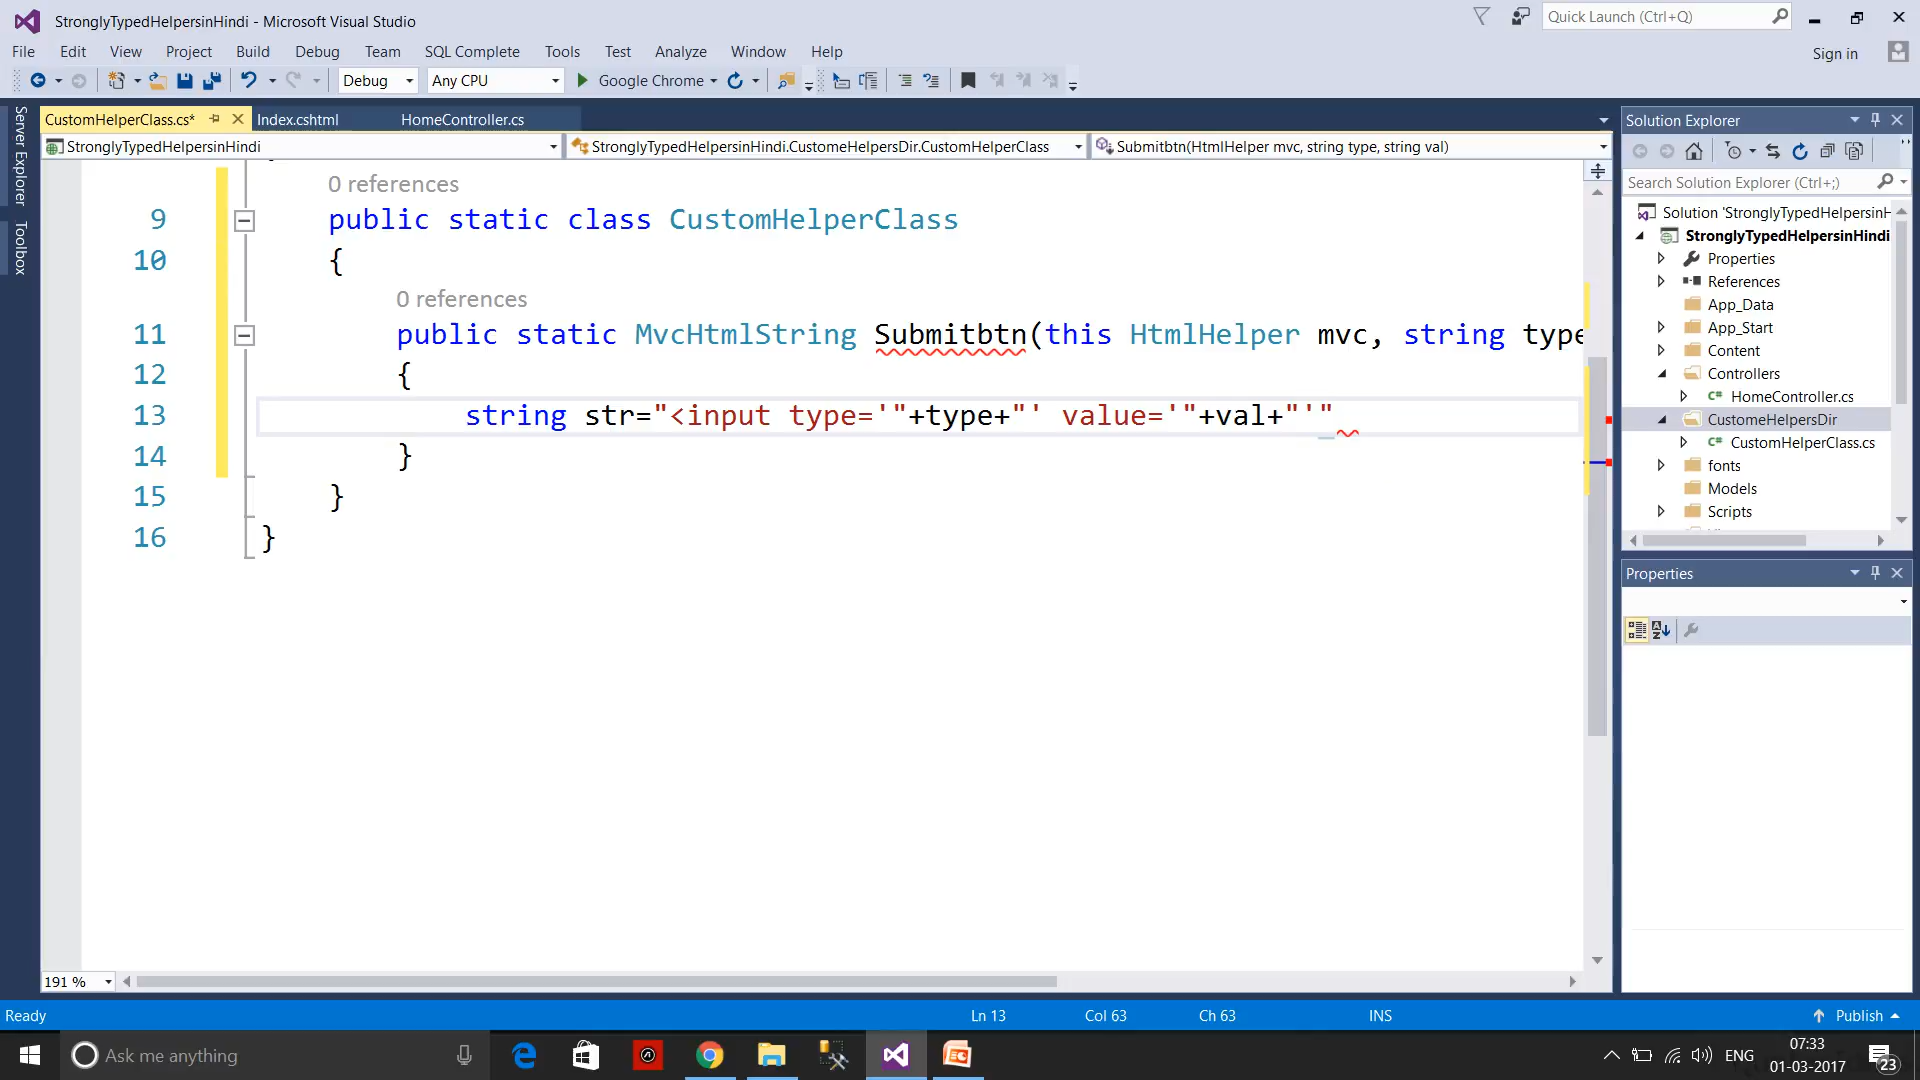 StronglyTypedHelpersinHindi - Microsoft Visual Studio
Quick Launch (Ctrl+Q)
File Edit View Project Build Debug Team SQL Complete Tools Test Analyze Window Help
Sign in
Debug Any CPU Google Chrome
Server Explorer
Toolbox
CustomHelperClass.cs* Index.cshtml HomeController.cs
StronglyTypedHelpersinHindi StronglyTypedHelpersinHindi.CustomeHelpersDir.CustomHelperClass Submitbtn(HtmlHelper mvc, string type, string val)
0 references
9 public static class CustomHelperClass
10 {
0 references
11 public static MvcHtmlString Submitbtn(this HtmlHelper mvc, string type
12 {
13 string str="<input type='"+type+"' value='"+val+"'"
14 }
15 }
16 }
191 %
Solution Explorer
Search Solution Explorer (Ctrl+;)
Solution 'StronglyTypedHelpersinH
StronglyTypedHelpersinHindi
Properties
References
App_Data
App_Start
Content
Controllers
C# HomeController.cs
CustomeHelpersDir
C# CustomHelperClass.cs
fonts
Models
Scripts
Properties
Ready Ln 13 Col 63 Ch 63 INS Publish
Ask me anything
ENG
07:33
01-03-2017
23